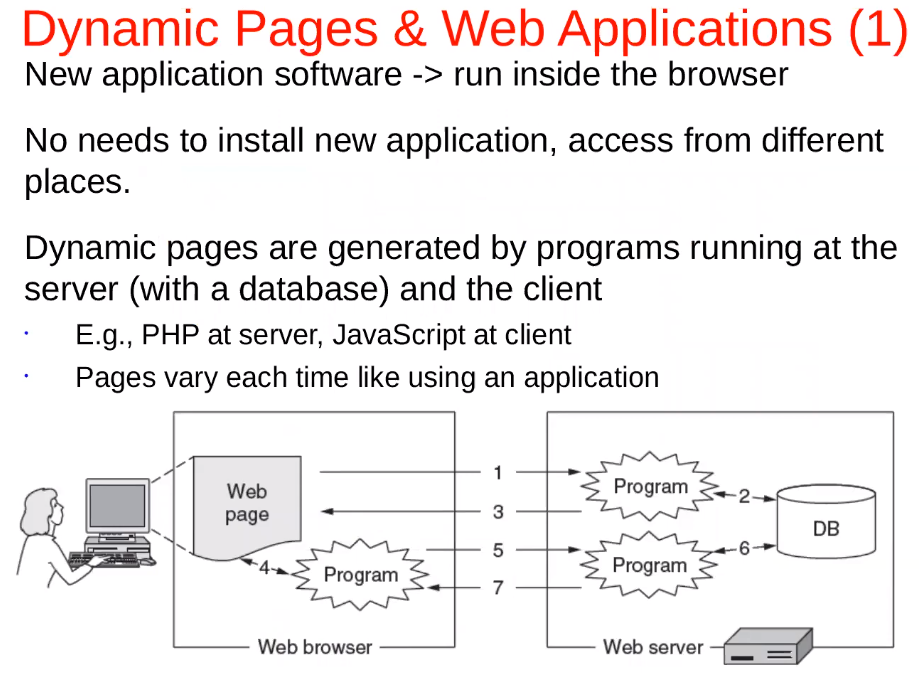 Dynamic Pages & Web Applications (1)
New application software -> run inside the browser
No needs to install new application, access from different
places.
Dynamic pages are generated by programs running at the
server (with a database) and the client
• E.g., PHP at server, JavaScript at client
• Pages vary each time like using an application
Web
page
1
Program
2
3
DB
4
Program
5
Program
6
7
Web browser
Web server